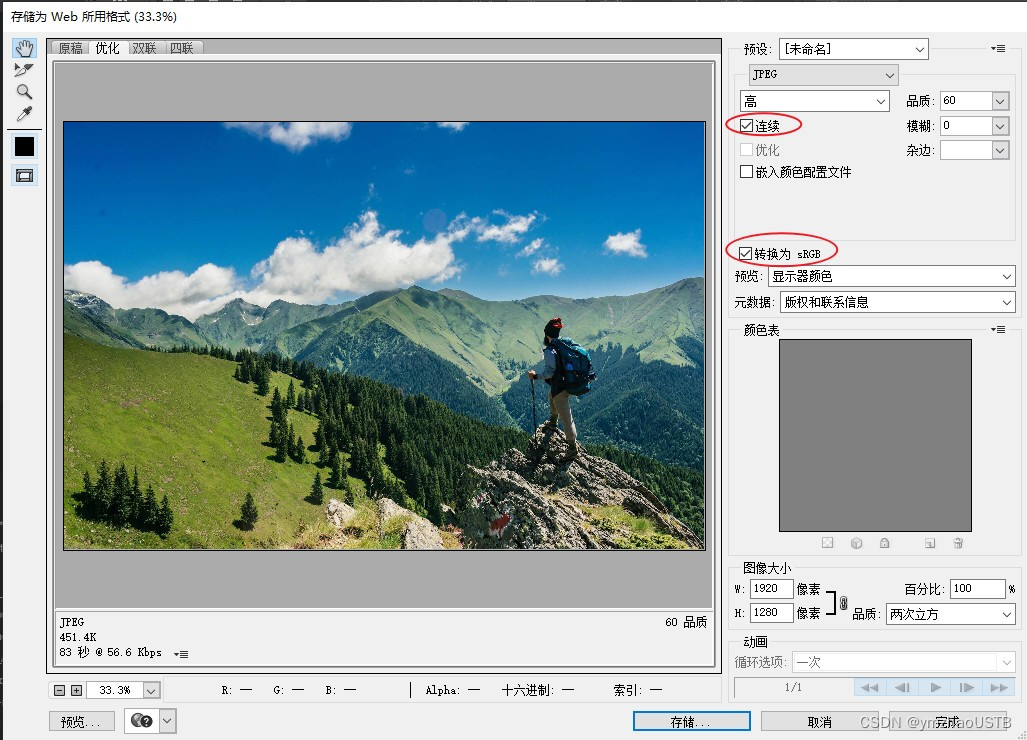 存储为 Web 所用格式 (33.3%)
原稿 优化 双联 四联
预设: [未命名]
JPEG
高 品质: 60
连续 模糊: 0
优化 杂边:
嵌入颜色配置文件
转换为 sRGB
预览: 显示器颜色
元数据: 版权和联系信息
颜色表
图像大小
W: 1920 像素 百分比: 100 %
H: 1280 像素 品质: 两次立方
动画
循环选项: 一次
1/1
JPEG 60 品质
451.4K
83 秒 @ 56.6 Kbps
33.3% R: — G: — B: — Alpha: — 十六进制: — 索引: —
预览... 存储... 取消 完成